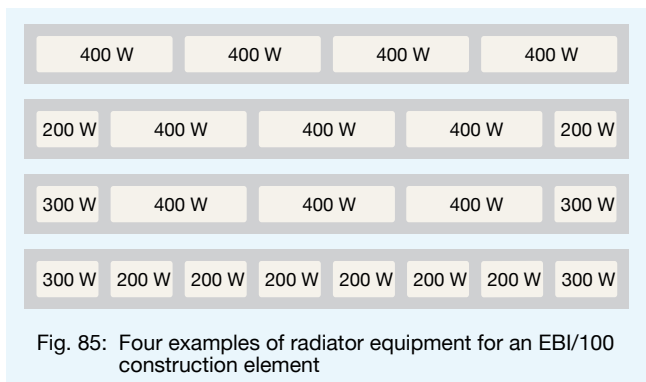 400 W 400 W 400 W 400 W
200 W 400 W 400 W 400 W 200 W
300 W 400 W 400 W 400 W 300 W
300 W 200 W 200 W 200 W 200 W 200 W 200 W 300 W
Fig. 85: Four examples of radiator equipment for an EBI/100
construction element